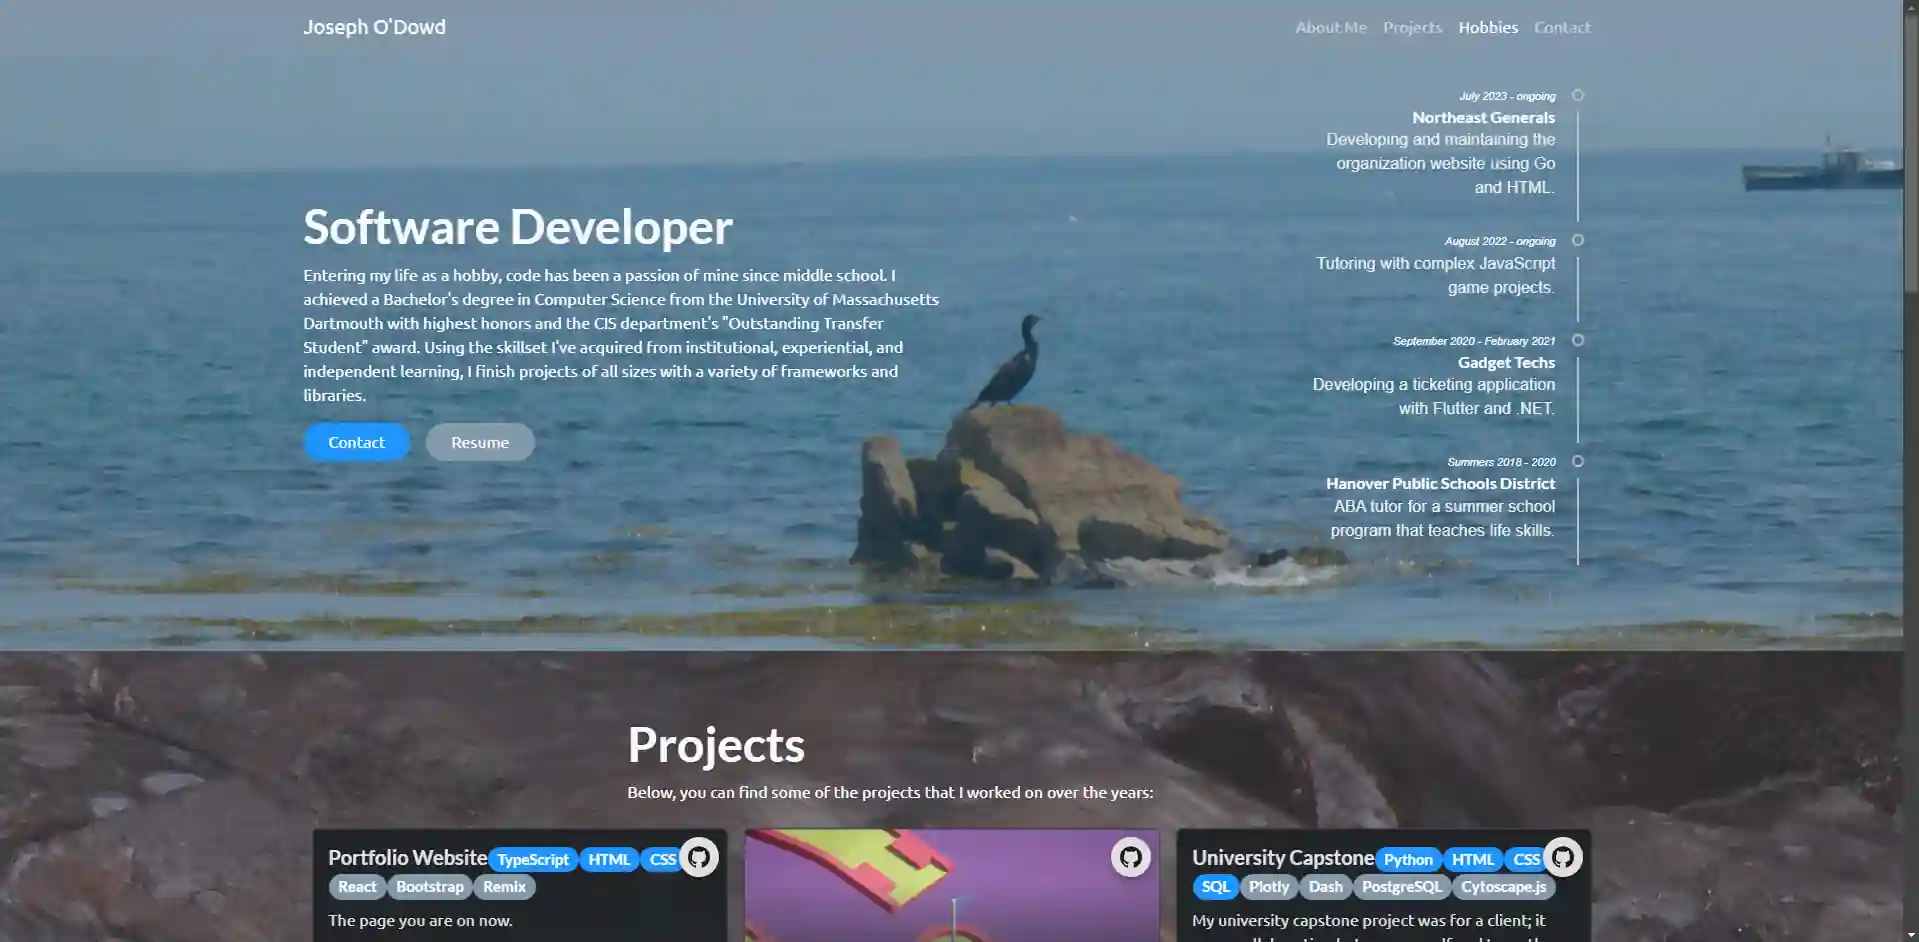 Joseph O'Dowd
About Me Projects Hobbies Contact
July 2023 - ongoing
Northeast Generals
Developing and maintaining the
organization website using Go
and HTML.
August 2022 - ongoing
Tutoring with complex JavaScript
game projects.
September 2020 - February 2021
Gadget Techs
Developing a ticketing application
with Flutter and .NET.
Summers 2018 - 2020
Hanover Public Schools District
ABA tutor for a summer school
program that teaches life skills.
Software Developer
Entering my life as a hobby, code has been a passion of mine since middle school. I
achieved a Bachelor's degree in Computer Science from the University of Massachusetts
Dartmouth with highest honors and the CIS department's "Outstanding Transfer
Student" award. Using the skillset I've acquired from institutional, experiential, and
independent learning, I finish projects of all sizes with a variety of frameworks and
libraries.
Contact Resume
Projects
Below, you can find some of the projects that I worked on over the years:
Portfolio Website TypeScript HTML CSS
React Bootstrap Remix
The page you are on now.
University Capstone Python HTML CSS
SQL Plotly Dash PostgreSQL Cytoscape.js
My university capstone project was for a client; it